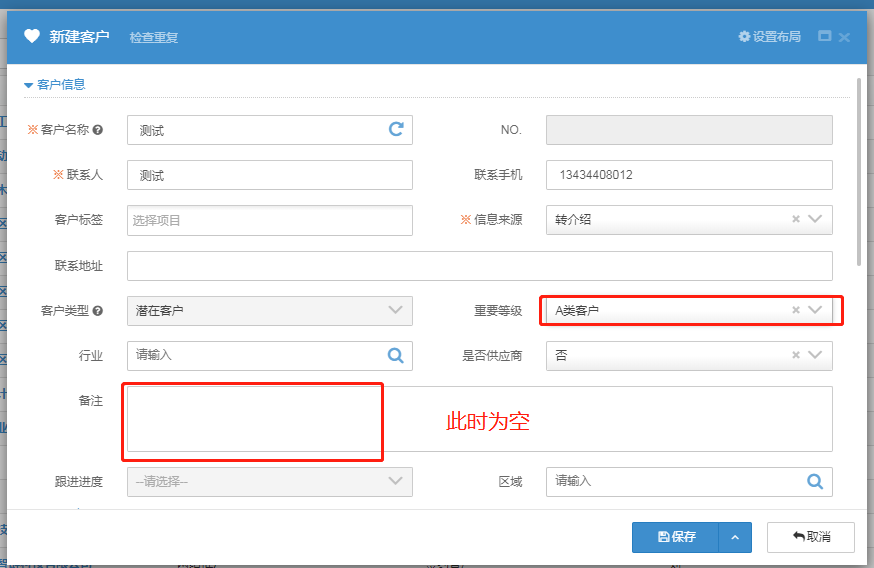 新建客户 检查重复 设置布局
客户信息
※ 客户名称 测试 NO.
※ 联系人 测试 联系手机 13434408012
客户标签 选择项目 ※ 信息来源 转介绍
联系地址
客户类型 潜在客户 重要等级 A类客户
行业 请输入 是否供应商 否
备注 此时为空
跟进进度 --请选择-- 区域 请输入
保存 取消